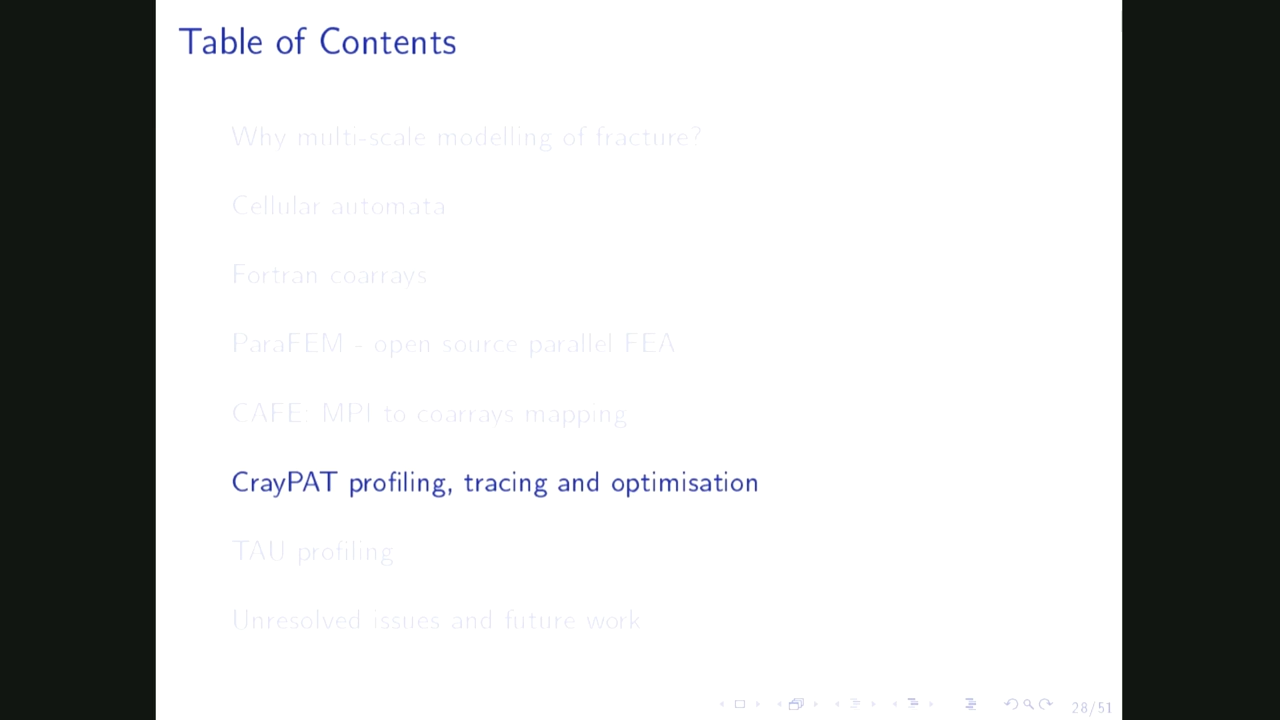 Table of Contents
Why multi-scale modelling of fracture?
Cellular automata
Fortran coarrays
ParaFEM - open source parallel FEA
CAFE: MPI to coarrays mapping
CrayPAT profiling, tracing and optimisation
TAU profiling
Unresolved issues and future work
28/51